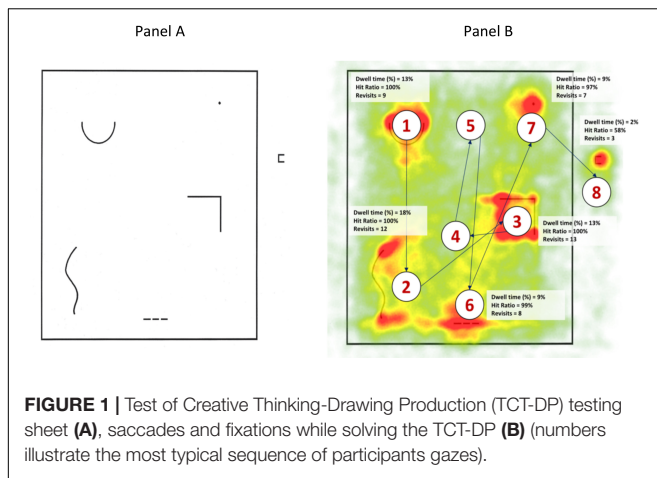 Panel A
Panel B
Dwell time (%) = 13%
Hit Ratio = 100%
Revisits = 9
Dwell time (%) = 9%
Hit Ratio = 97%
Revisits = 7
1
5
7
Dwell time (%) = 2%
Hit Ratio = 58%
Revisits = 3
8
Dwell time (%) = 18%
Hit Ratio = 100%
Revisits = 12
3
Dwell time (%) = 13%
Hit Ratio = 100%
Revisits = 13
4
2
6
Dwell time (%) = 9%
Hit Ratio = 99%
Revisits = 8
FIGURE 1 | Test of Creative Thinking-Drawing Production (TCT-DP) testing
sheet (A), saccades and fixations while solving the TCT-DP (B) (numbers
illustrate the most typical sequence of participants gazes).